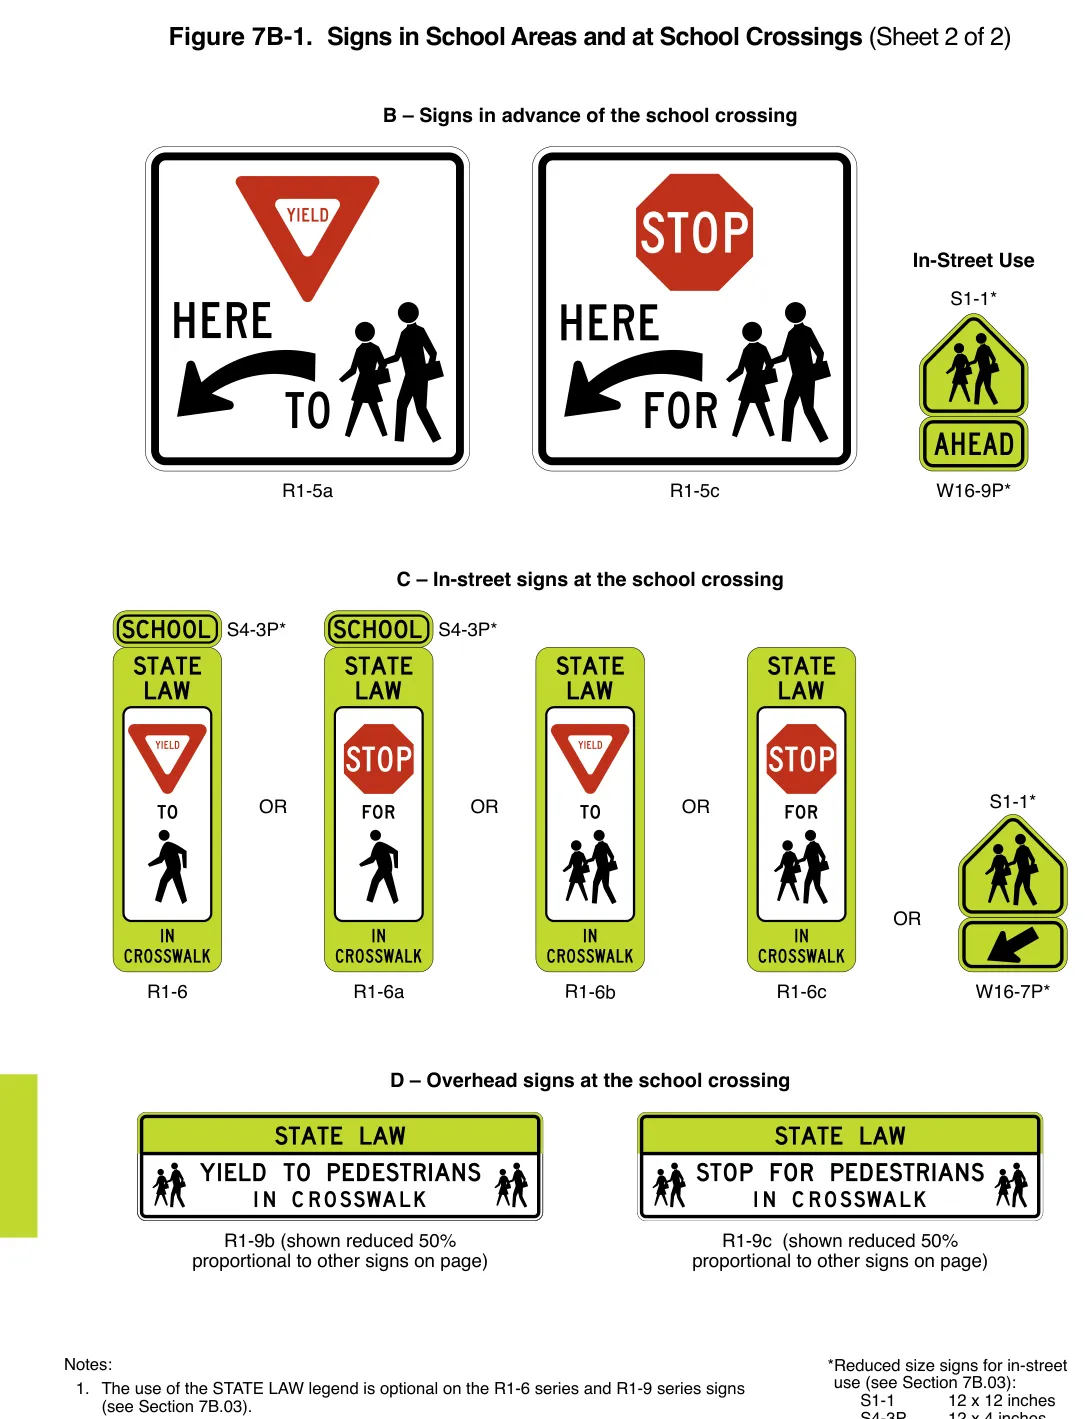 Figure 7B-1. Signs in School Areas and at School Crossings (Sheet 2 of 2)
B – Signs in advance of the school crossing
YIELD
HERE
TO
R1-5a
STOP
HERE
FOR
R1-5c
In-Street Use
S1-1*
AHEAD
W16-9P*
C – In-street signs at the school crossing
SCHOOL S4-3P*
STATE
LAW
YIELD
TO
IN
CROSSWALK
R1-6
OR
SCHOOL S4-3P*
STATE
LAW
STOP
FOR
IN
CROSSWALK
R1-6a
OR
STATE
LAW
YIELD
TO
IN
CROSSWALK
R1-6b
OR
STATE
LAW
STOP
FOR
IN
CROSSWALK
R1-6c
OR
S1-1*
W16-7P*
D – Overhead signs at the school crossing
STATE LAW
YIELD TO PEDESTRIANS
IN CROSSWALK
R1-9b (shown reduced 50%
proportional to other signs on page)
STATE LAW
STOP FOR PEDESTRIANS
IN CROSSWALK
R1-9c (shown reduced 50%
proportional to other signs on page)
Notes:
1. The use of the STATE LAW legend is optional on the R1-6 series and R1-9 series signs
(see Section 7B.03).
*Reduced size signs for in-street
use (see Section 7B.03):
S1-1 12 x 12 inches
S4-3P 12 x 4 inches